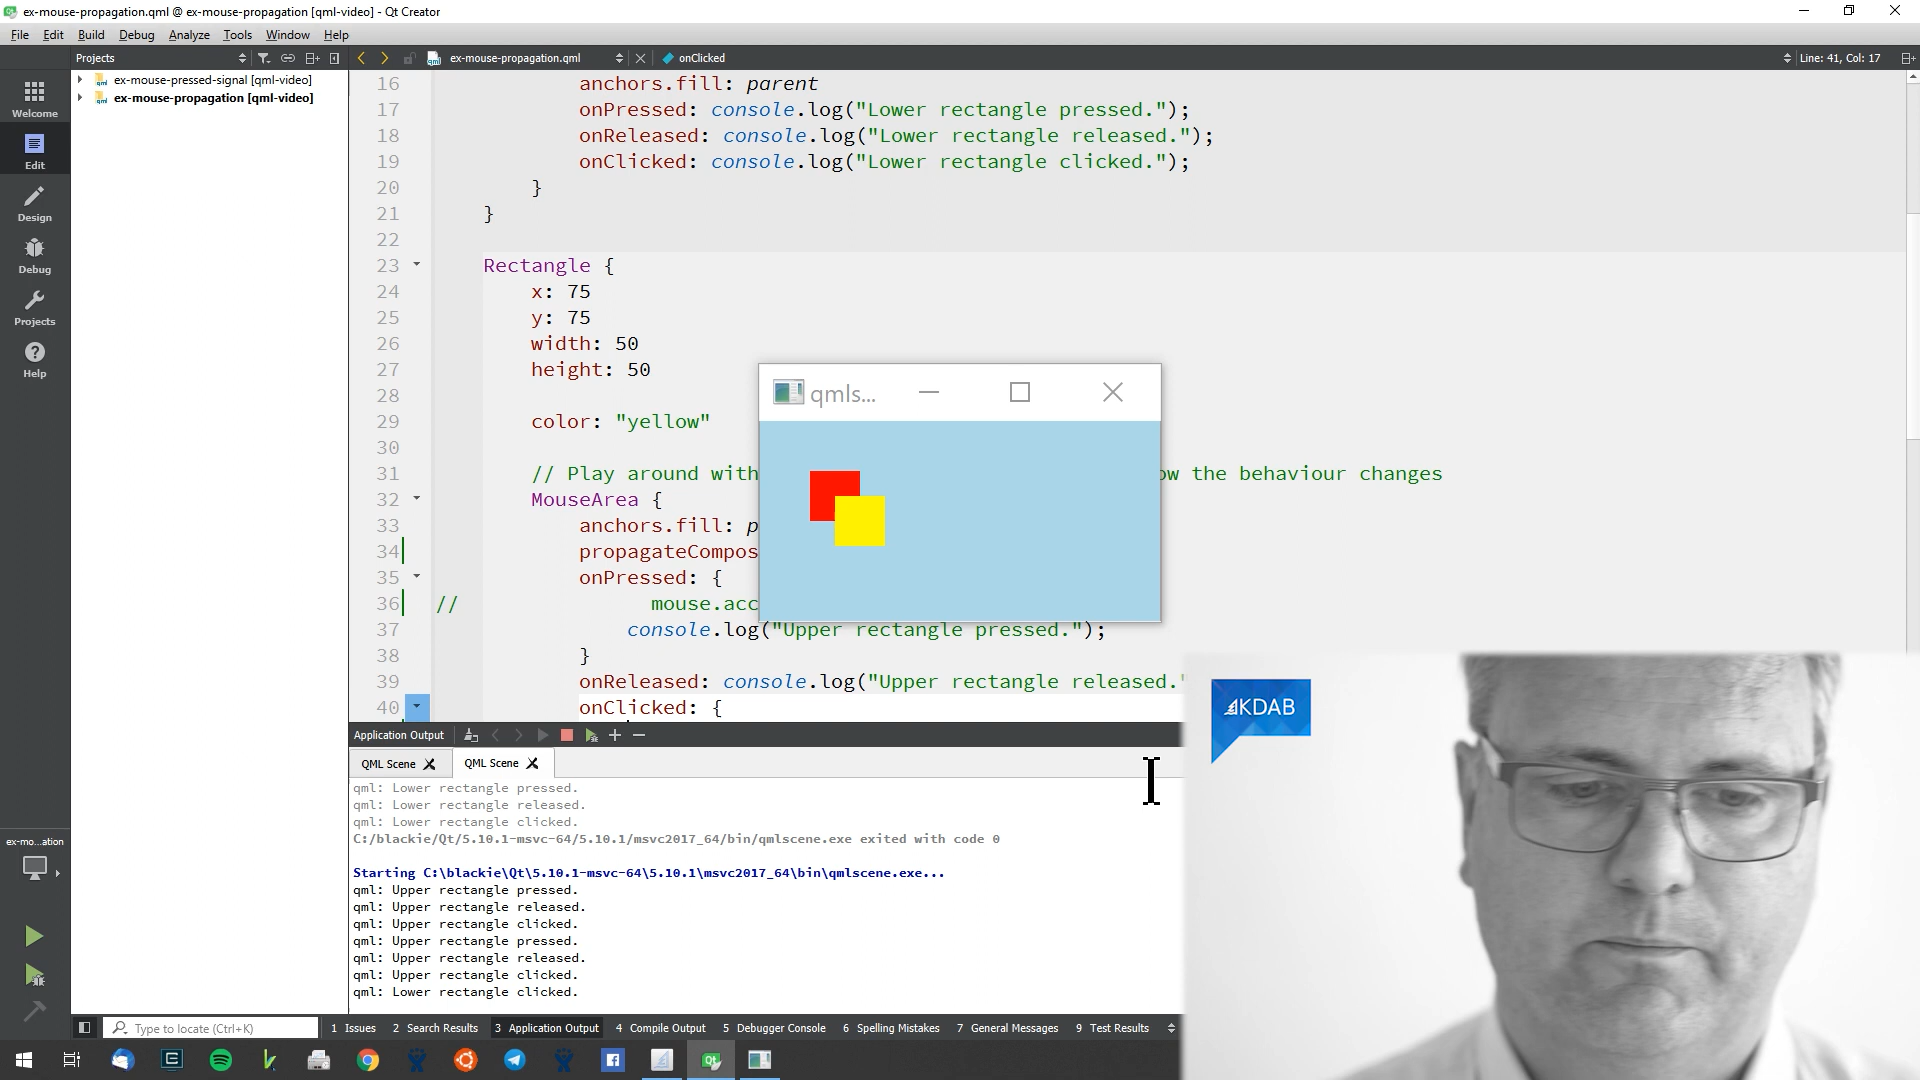 ex-mouse-propagation.qml @ ex-mouse-propagation [qml-video] - Qt Creator
File Edit Build Debug Analyze Tools Window Help
Projects
ex-mouse-propagation.qml
onClicked
Line: 41, Col: 17
ex-mouse-pressed-signal [qml-video]
ex-mouse-propagation [qml-video]
Welcome
Edit
Design
Debug
Projects
Help
ex-mo...ation
16 anchors.fill: parent
17 onPressed: console.log("Lower rectangle pressed.");
18 onReleased: console.log("Lower rectangle released.");
19 onClicked: console.log("Lower rectangle clicked.");
20 }
21 }
22
23 Rectangle {
24 x: 75
25 y: 75
26 width: 50
27 height: 50
28
29 color: "yellow"
30
31 // Play around with ow the behaviour changes
32 MouseArea {
33 anchors.fill: p
34 propagateCompos
35 onPressed: {
36 // mouse.acc
37 console.log("Upper rectangle pressed.");
38 }
39 onReleased: console.log("Upper rectangle released.
40 onClicked: {
qmls...
Application Output
QML Scene
QML Scene
qml: Lower rectangle pressed.
qml: Lower rectangle released.
qml: Lower rectangle clicked.
C:/blackie/Qt/5.10.1-msvc-64/5.10.1/msvc2017_64/bin/qmlscene.exe exited with code 0
Starting C:\blackie\Qt\5.10.1-msvc-64\5.10.1\msvc2017_64\bin\qmlscene.exe...
qml: Upper rectangle pressed.
qml: Upper rectangle released.
qml: Upper rectangle clicked.
qml: Upper rectangle pressed.
qml: Upper rectangle released.
qml: Upper rectangle clicked.
qml: Lower rectangle clicked.
KDAB
Type to locate (Ctrl+K)
1 Issues 2 Search Results 3 Application Output 4 Compile Output 5 Debugger Console 6 Spelling Mistakes 7 General Messages 9 Test Results